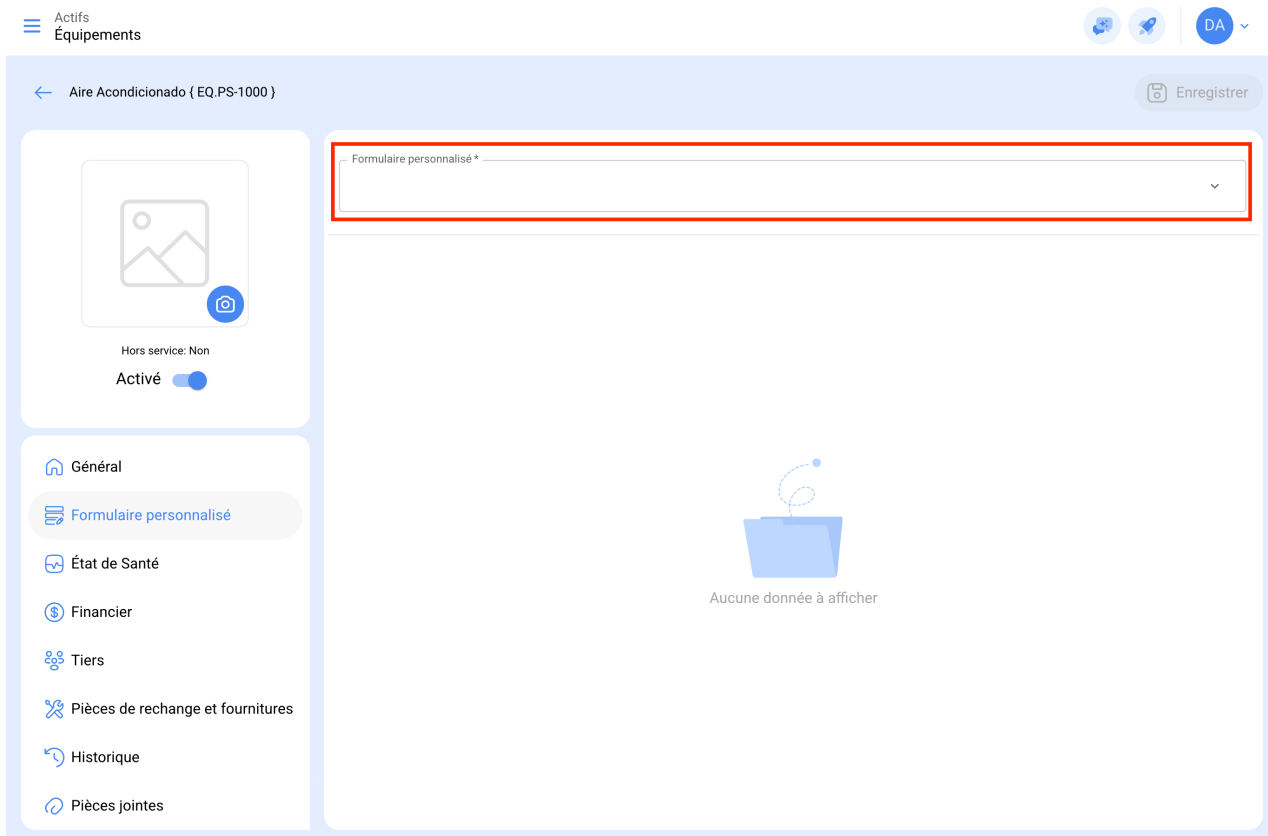 Actifs
Équipements
DA
Aire Acondicionado { EQ.PS-1000 }
Enregistrer
Formulaire personnalisé *
Hors service: Non
Activé
Général
Formulaire personnalisé
État de Santé
Financier
Tiers
Pièces de rechange et fournitures
Historique
Pièces jointes
Aucune donnée à afficher